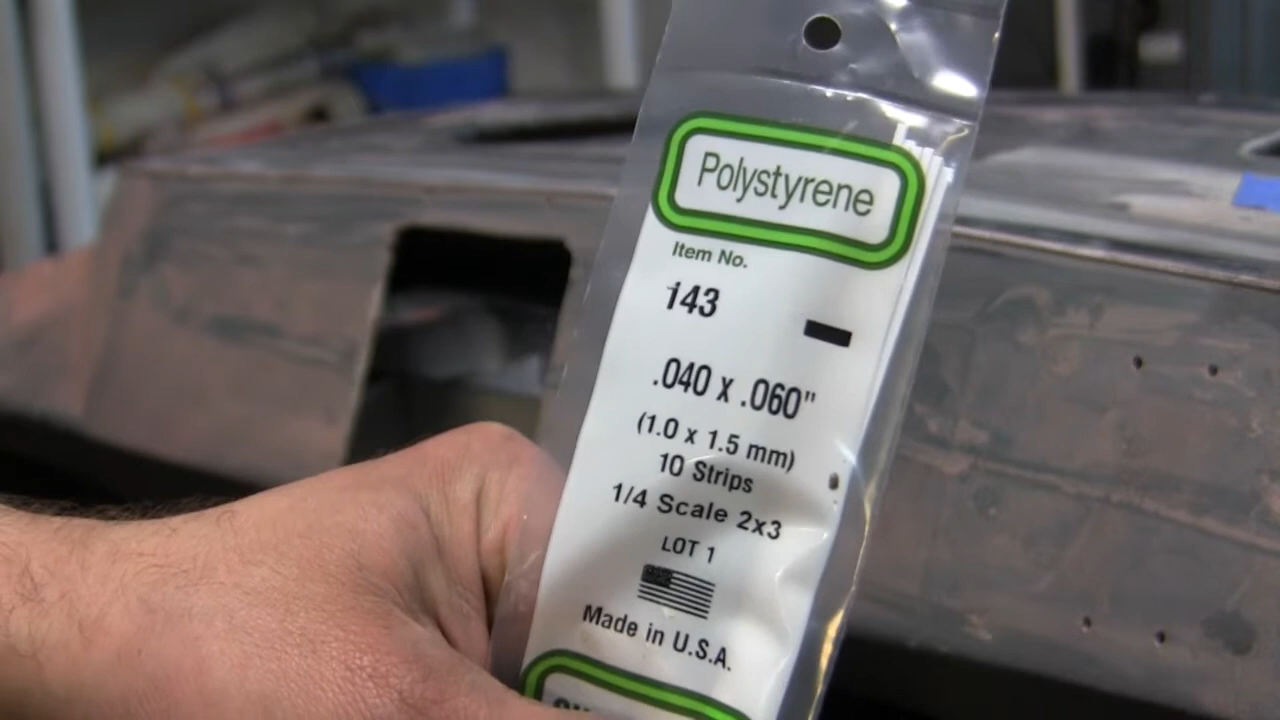 Polystyrene
Item No.
143
.040 x .060"
(1.0 x 1.5 mm)
10 Strips
1/4 Scale 2x3
LOT 1
Made in U.S.A.